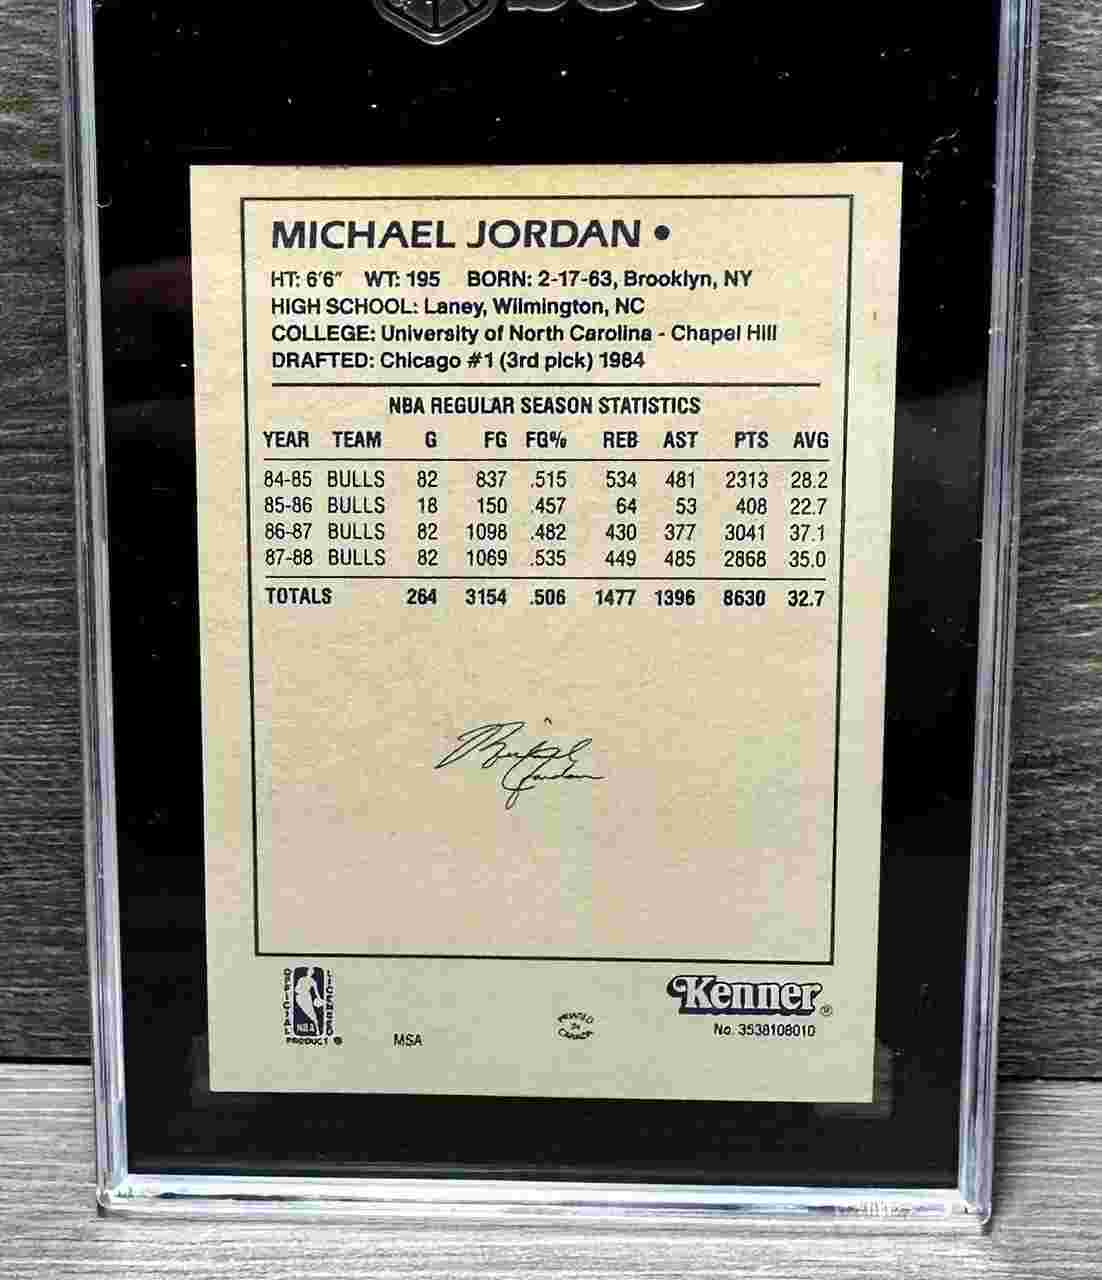 SGC
MICHAEL JORDAN •
HT: 6'6" WT: 195 BORN: 2-17-63, Brooklyn, NY
HIGH SCHOOL: Laney, Wilmington, NC
COLLEGE: University of North Carolina - Chapel Hill
DRAFTED: Chicago #1 (3rd pick) 1984
NBA REGULAR SEASON STATISTICS
YEAR TEAM G FG FG% REB AST PTS AVG
84-85 BULLS 82 837 .515 534 481 2313 28.2
85-86 BULLS 18 150 .457 64 53 408 22.7
86-87 BULLS 82 1098 .482 430 377 3041 37.1
87-88 BULLS 82 1069 .535 449 485 2868 35.0
TOTALS 264 3154 .506 1477 1396 8630 32.7
Michael Jordan
OFFICIAL LICENSED
NBA
PRODUCT ®
MSA
PRINTED
IN
CANADA
Kenner ®
No. 3538108010